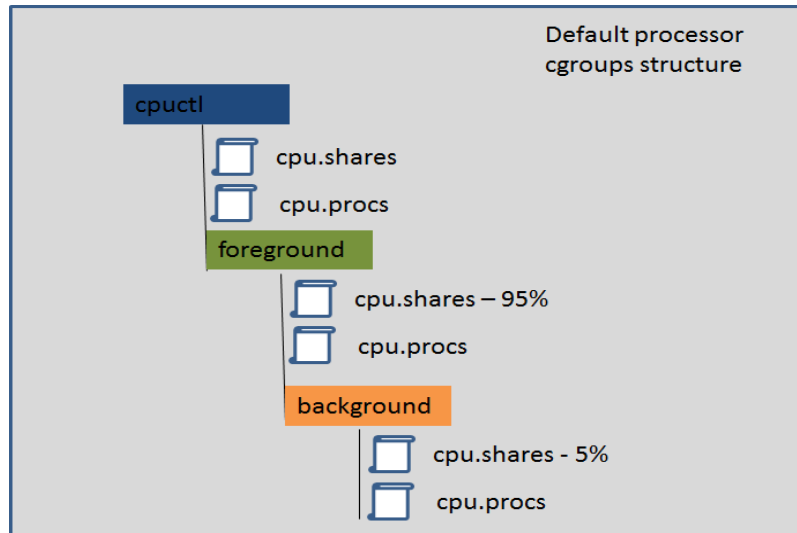 Default processor
cgroups structure
cpuctl
cpu.shares
cpu.procs
foreground
cpu.shares – 95%
cpu.procs
background
cpu.shares - 5%
cpu.procs